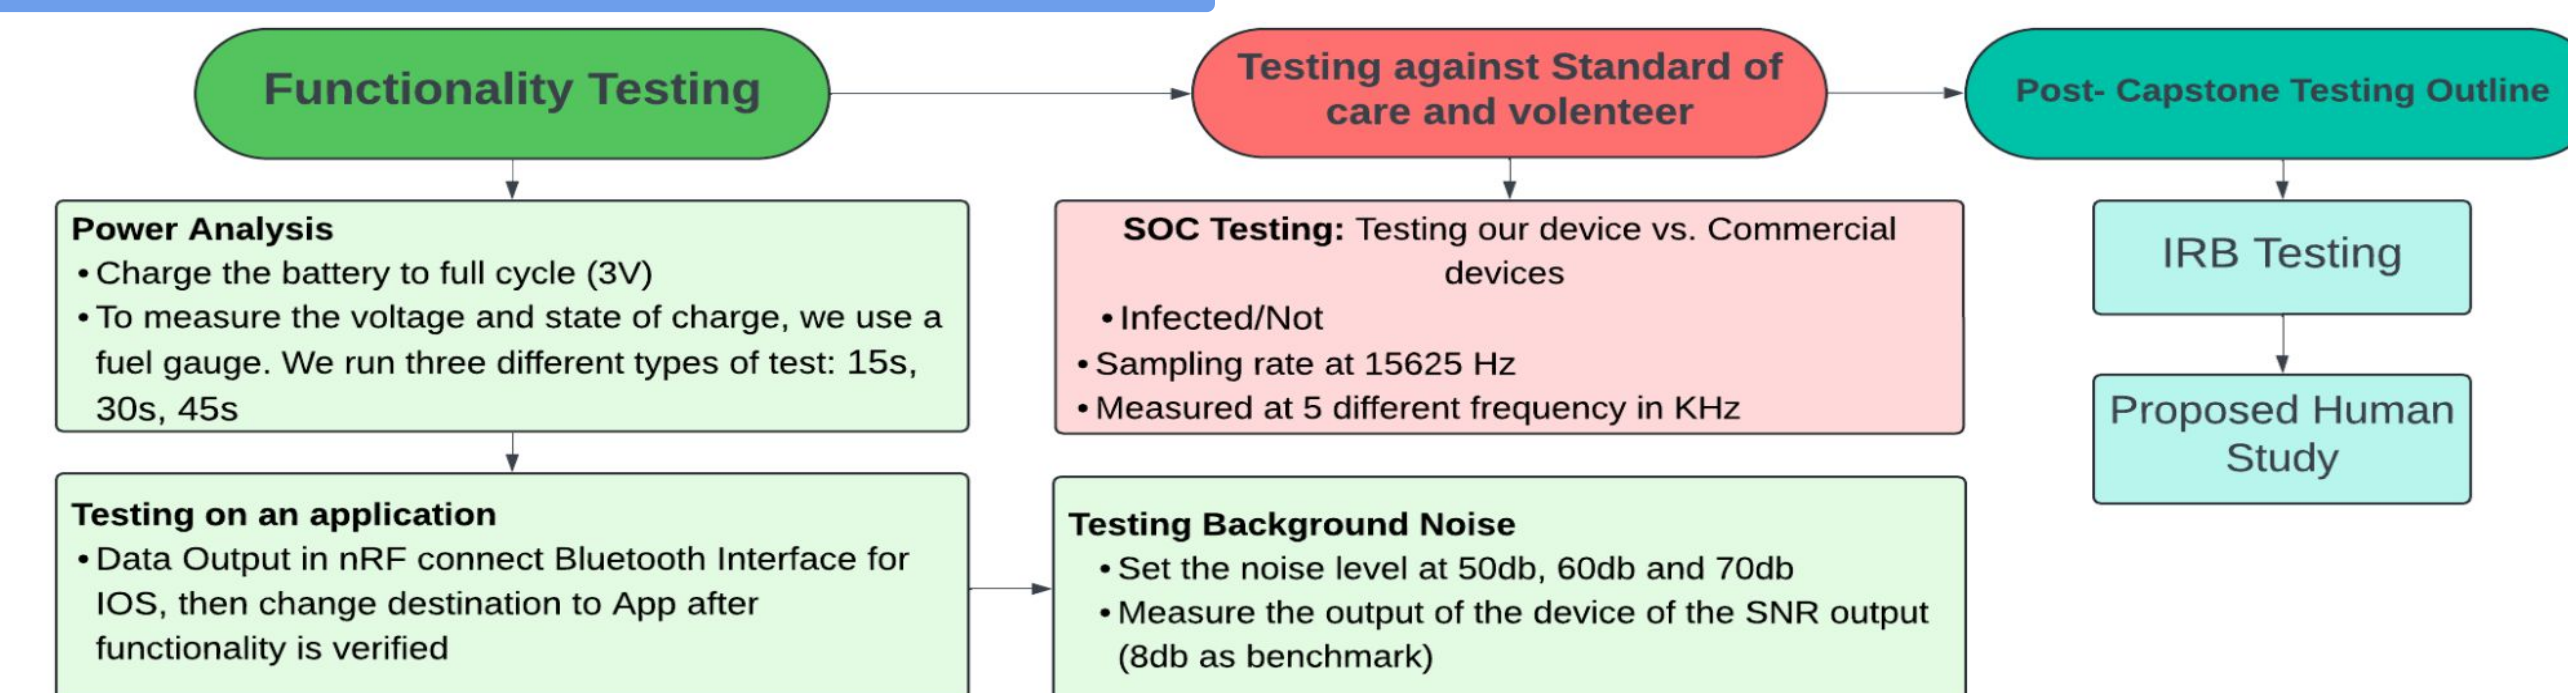 Functionality Testing
Testing against Standard of
care and volenteer
Post- Capstone Testing Outline
Power Analysis
• Charge the battery to full cycle (3V)
• To measure the voltage and state of charge, we use a
fuel gauge. We run three different types of test: 15s,
30s, 45s
SOC Testing: Testing our device vs. Commercial
devices
• Infected/Not
• Sampling rate at 15625 Hz
• Measured at 5 different frequency in KHz
IRB Testing
Proposed Human
Study
Testing on an application
• Data Output in nRF connect Bluetooth Interface for
IOS, then change destination to App after
functionality is verified
Testing Background Noise
• Set the noise level at 50db, 60db and 70db
• Measure the output of the device of the SNR output
(8db as benchmark)